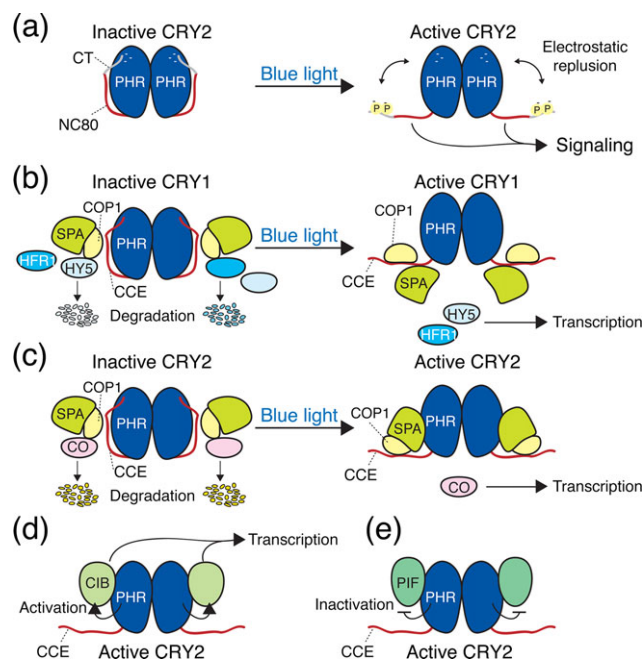 (a)
Inactive CRY2
Active CRY2
CT
PHR
PHR
Blue light
PHR
PHR
Electrostatic
replusion
P P
P P
NC80
Signaling
(b)
Inactive CRY1
Active CRY1
COP1
SPA
PHR
HFR1
HY5
CCE
Degradation
Blue light
COP1
PHR
CCE
SPA
HY5
HFR1
Transcription
(c)
Inactive CRY2
Active CRY2
COP1
SPA
PHR
CO
CCE
Degradation
Blue light
COP1
SPA
PHR
CCE
CO
Transcription
(d)
Transcription
CIB
PHR
Activation
CCE
Active CRY2
(e)
PIF
PHR
Inactivation
CCE
Active CRY2